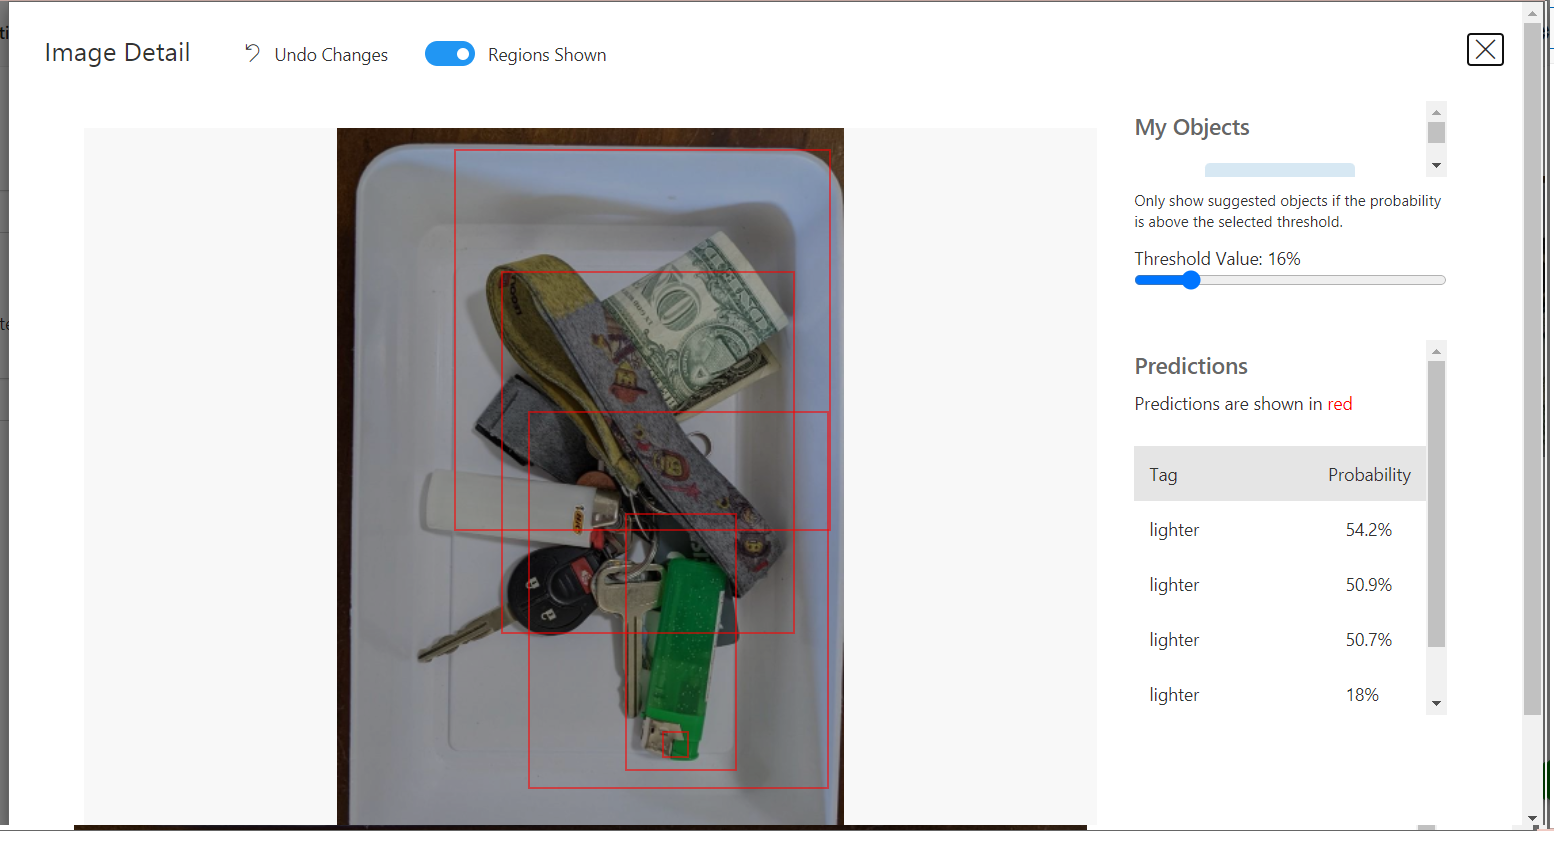 Image Detail
Undo Changes
Regions Shown
My Objects
Only show suggested objects if the probability
is above the selected threshold.
Threshold Value: 16%
Predictions
Predictions are shown in red
Tag Probability
lighter 54.2%
lighter 50.9%
lighter 50.7%
lighter 18%
BIC